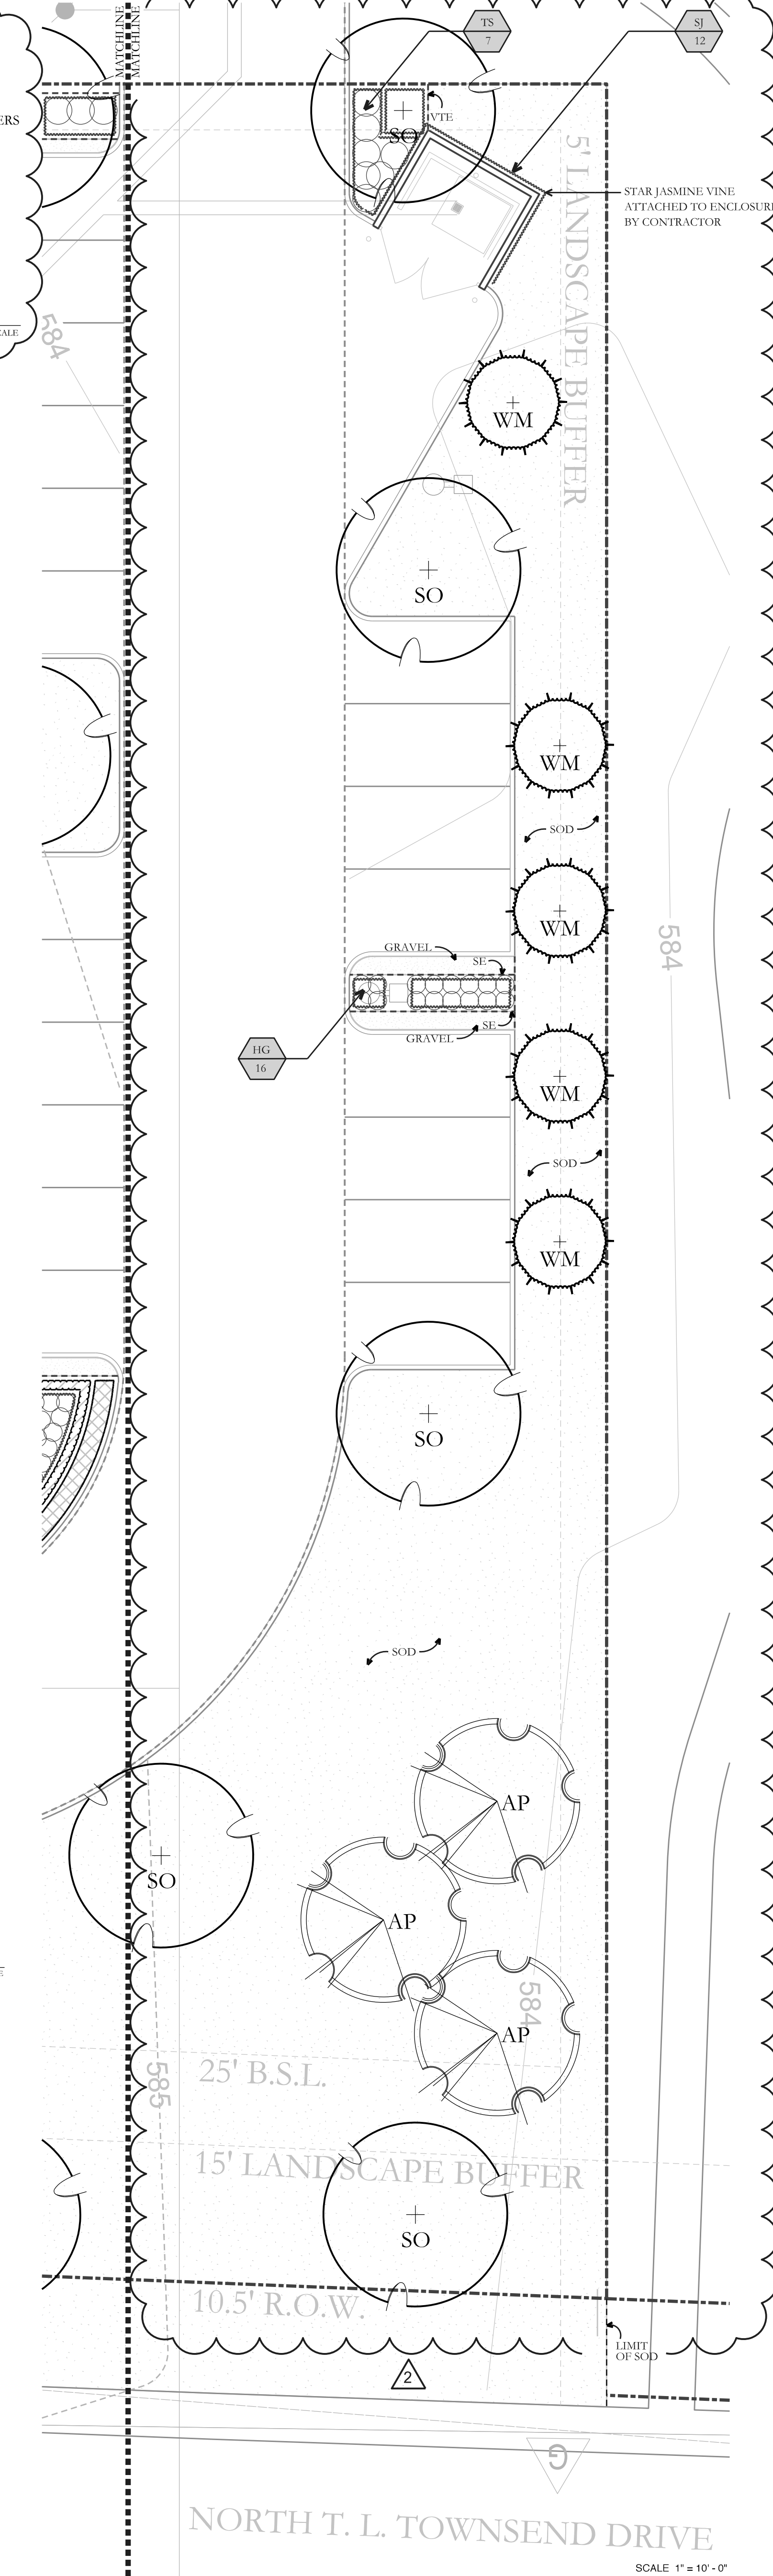 MATCHLINE
MATCHLINE
TS
7
SJ
12
ERS
SO
VTE
5' LANDSCAPE BUFFER
STAR JASMINE VINE
ATTACHED TO ENCLOSURE
BY CONTRACTOR
CALE
584
WM
SO
WM
SOD
WM
584
GRAVEL
SE
HG
16
SE
GRAVEL
WM
SOD
WM
SO
SOD
AP
SO
AP
584
AP
585
25' B.S.L.
15' LANDSCAPE BUFFER
SO
10.5' R.O.W.
LIMIT
OF SOD
2
G
NORTH T. L. TOWNSEND DRIVE
SCALE 1" = 10' - 0"